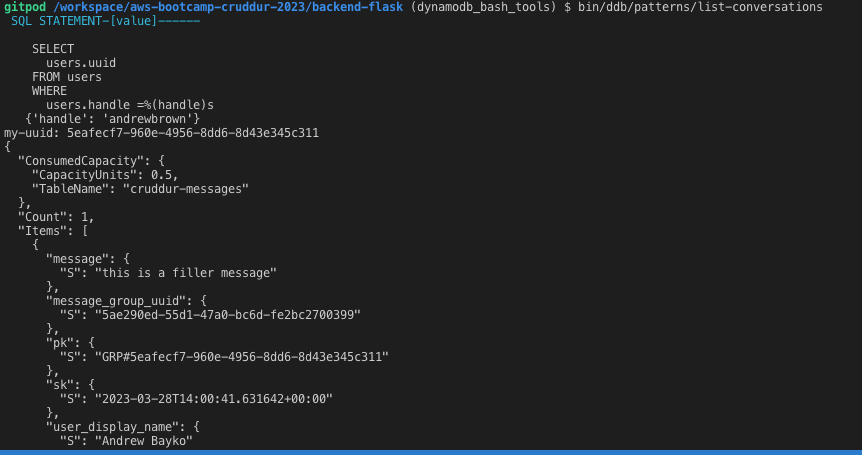 gitpod /workspace/aws-bootcamp-cruddur-2023/backend-flask (dynamodb_bash_tools) $ bin/ddb/patterns/list-conversations
SQL STATEMENT-[value]------
SELECT
users.uuid
FROM users
WHERE
users.handle =%(handle)s
{'handle': 'andrewbrown'}
my-uuid: 5eafecf7-960e-4956-8dd6-8d43e345c311
{
"ConsumedCapacity": {
"CapacityUnits": 0.5,
"TableName": "cruddur-messages"
},
"Count": 1,
"Items": [
{
"message": {
"S": "this is a filler message"
},
"message_group_uuid": {
"S": "5ae290ed-55d1-47a0-bc6d-fe2bc2700399"
},
"pk": {
"S": "GRP#5eafecf7-960e-4956-8dd6-8d43e345c311"
},
"sk": {
"S": "2023-03-28T14:00:41.631642+00:00"
},
"user_display_name": {
"S": "Andrew Bayko"